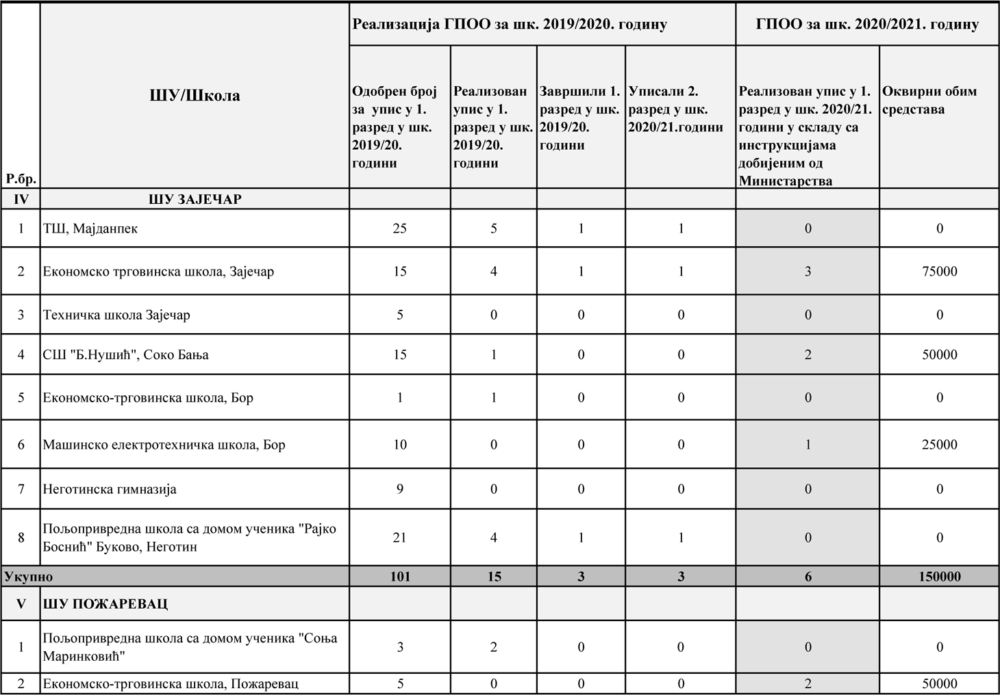 Реализација ГПОО за шк. 2019/2020. годину
ГПОО за шк. 2020/2021. годину
Р.бр.
ШУ/Школа
Одобрен број
за упис у 1.
разред у шк.
2019/20.
години
Реализован
упис у 1.
разред у шк.
2019/20.
години
Завршили 1.
разред у шк.
2019/20.
години
Уписали 2.
разред у шк.
2020/21.години
Реализован упис у 1.
разред у шк. 2020/21.
години у складу са
инструкцијама
добијеним од
Министарства
Оквирни обим
средстава
IV ШУ ЗАЈЕЧАР
1 ТШ, Мајданпек 25 5 1 1 0 0
2 Економско трговинска школа, Зајечар 15 4 1 1 3 75000
3 Техничка школа Зајечар 5 0 0 0 0 0
4 СШ "Б.Нушић", Соко Бања 15 1 0 0 2 50000
5 Економско-трговинска школа, Бор 1 1 0 0 0 0
6 Машинско електротехничка школа, Бор 10 0 0 0 1 25000
7 Неготинска гимназија 9 0 0 0 0 0
8 Пољопривредна школа са домом ученика "Рајко
Боснић" Буково, Неготин 21 4 1 1 0 0
Укупно 101 15 3 3 6 150000
V ШУ ПОЖАРЕВАЦ
1 Пољопривредна школа са домом ученика "Соња
Маринковић" 3 2 0 0 0 0
2 Економско-трговинска школа, Пожаревац 5 0 0 0 2 50000